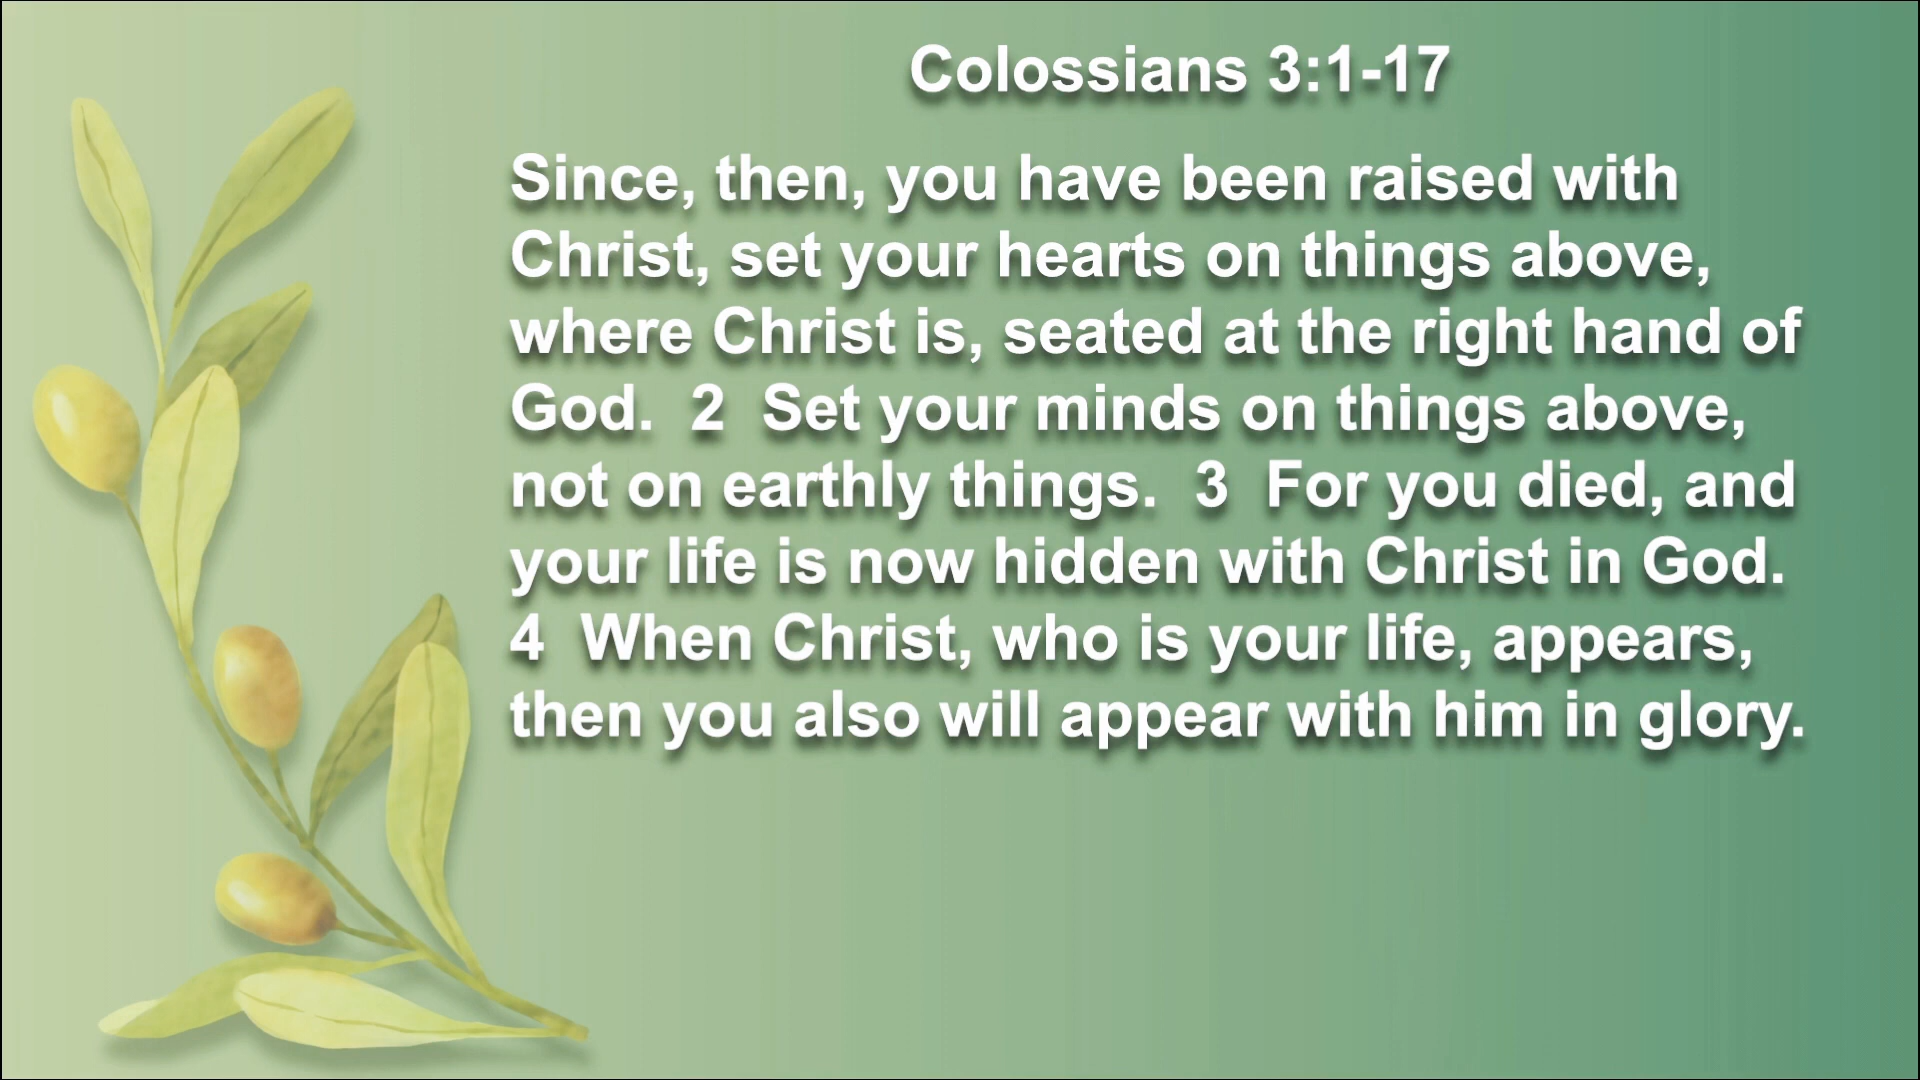 Colossians 3:1-17
Since, then, you have been raised with
Christ, set your hearts on things above,
where Christ is, seated at the right hand of
God.  2  Set your minds on things above,
not on earthly things.  3  For you died, and
your life is now hidden with Christ in God.
4  When Christ, who is your life, appears,
then you also will appear with him in glory.